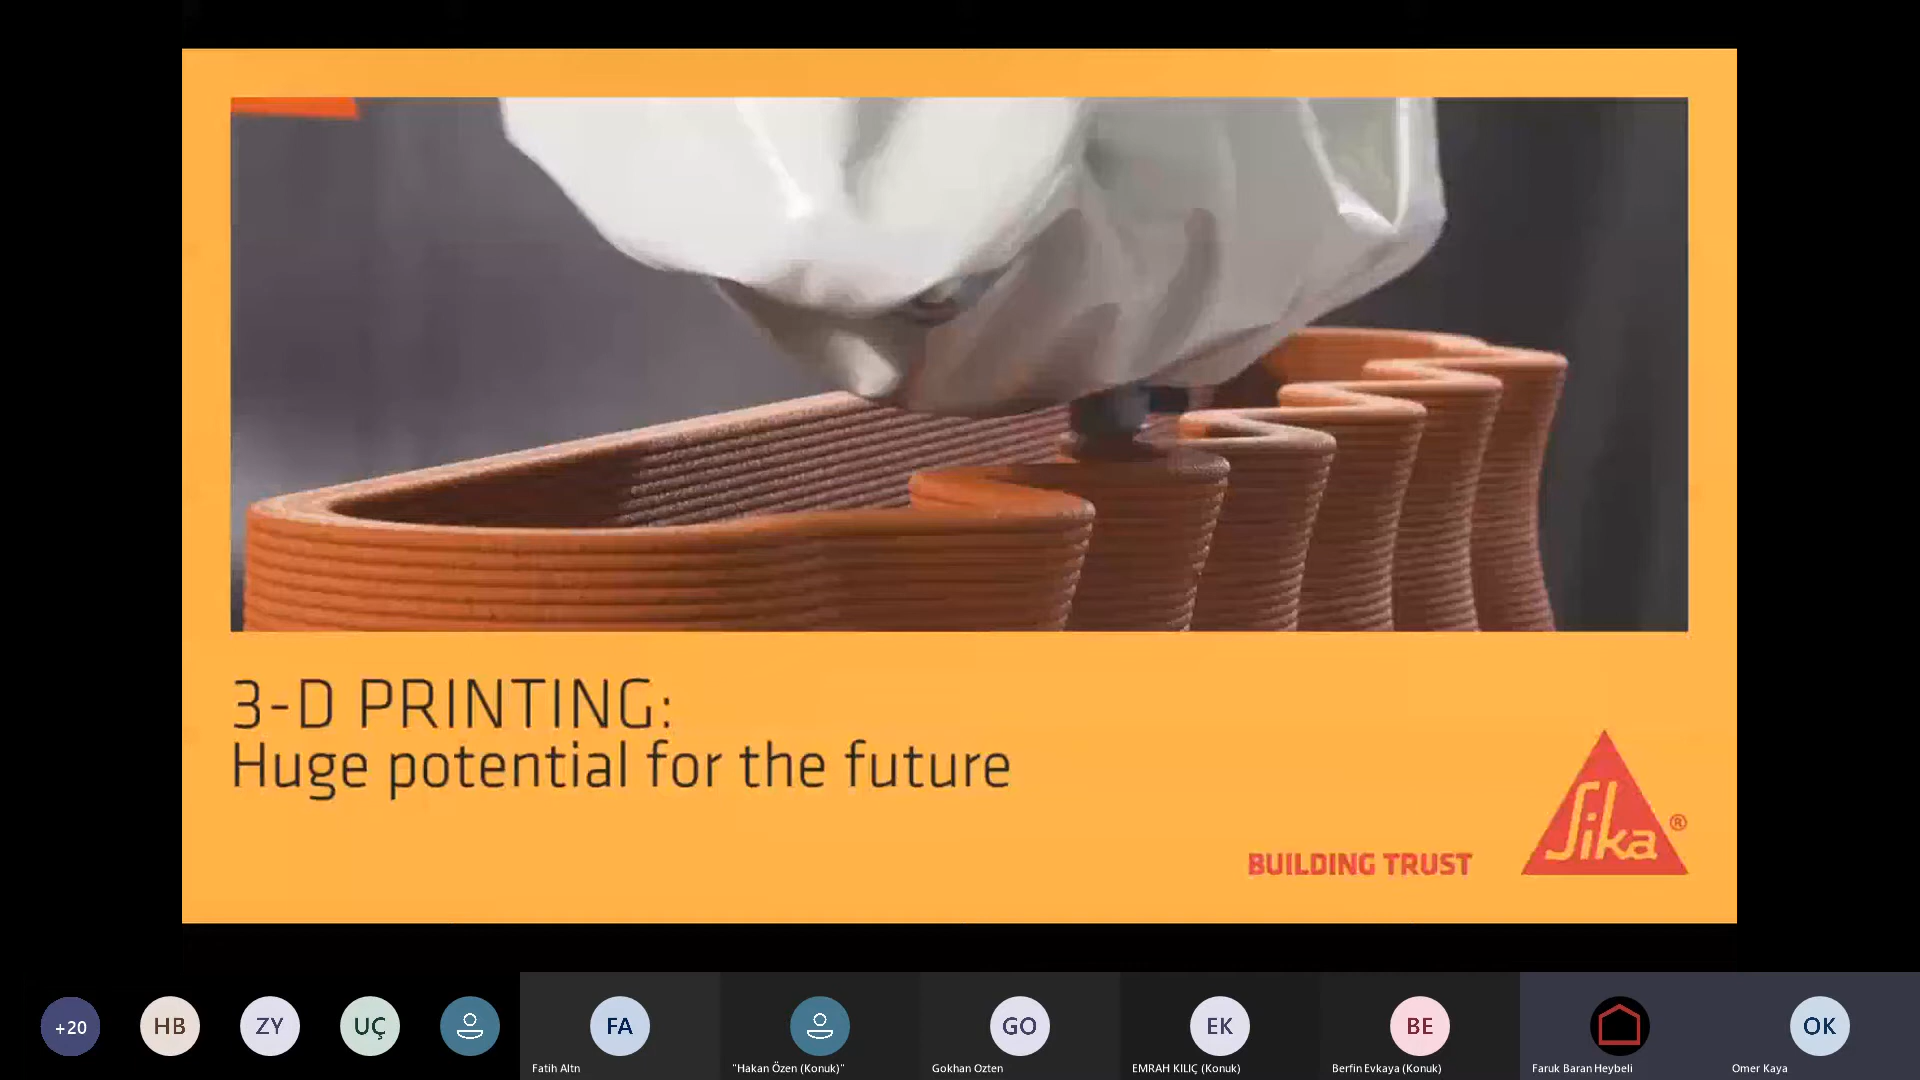 3-D PRINTING:
Huge potential for the future
BUILDING TRUST
Sika®
+20
HB
ZY
UÇ
FA
GO
EK
BE
OK
Fatih Altn
"Hakan Özen (Konuk)"
Gokhan Ozten
EMRAH KILIÇ (Konuk)
Berfin Evkaya (Konuk)
Faruk Baran Heybeli
Omer Kaya